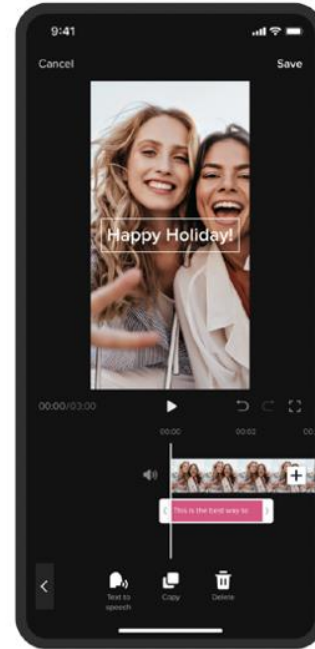 9:41
Cancel
Save
Happy Holiday!
00:00/03:00
00:00
00:02
This is the best way to
Text to
speech
Copy
Delete